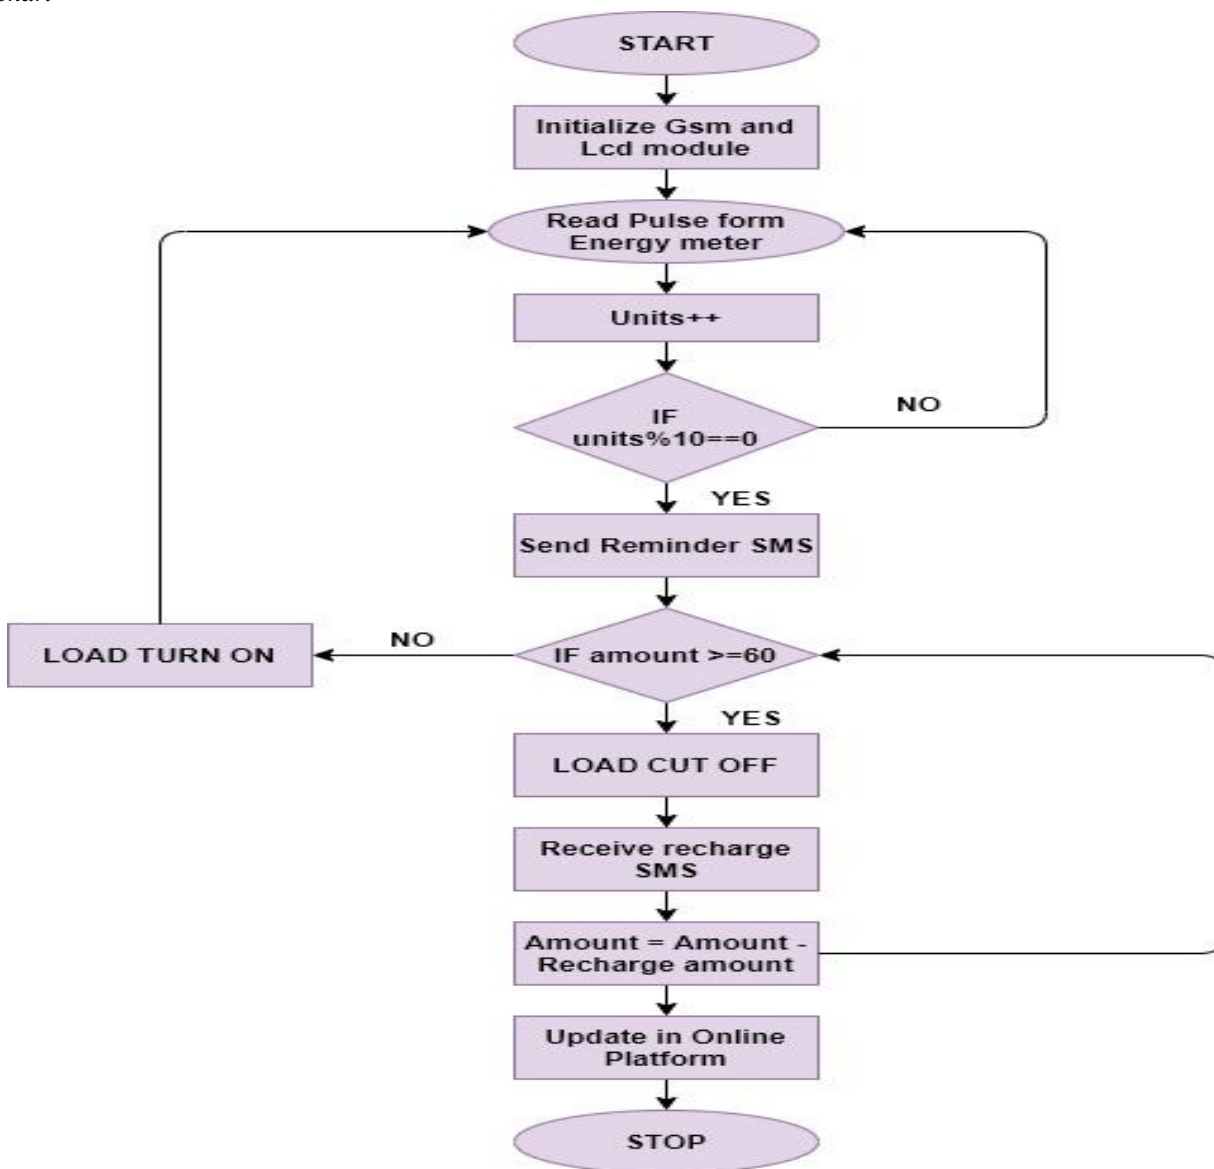 START
Initialize Gsm and
Lcd module
Read Pulse form
Energy meter
Units++
IF
units%10==0
NO
YES
Send Reminder SMS
IF amount >=60
NO
LOAD TURN ON
YES
LOAD CUT OFF
Receive recharge
SMS
Amount = Amount -
Recharge amount
Update in Online
Platform
STOP